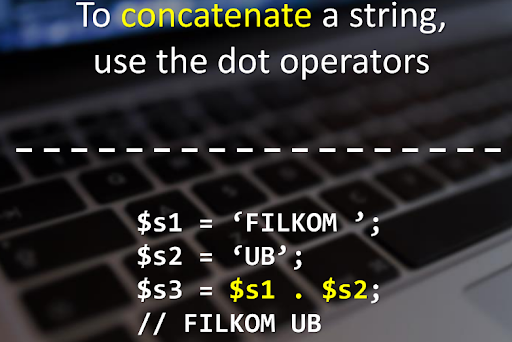 To concatenate a string,
use the dot operators
$s1 = ‘FILKOM ’;
$s2 = ‘UB’;
$s3 = $s1 . $s2;
// FILKOM UB